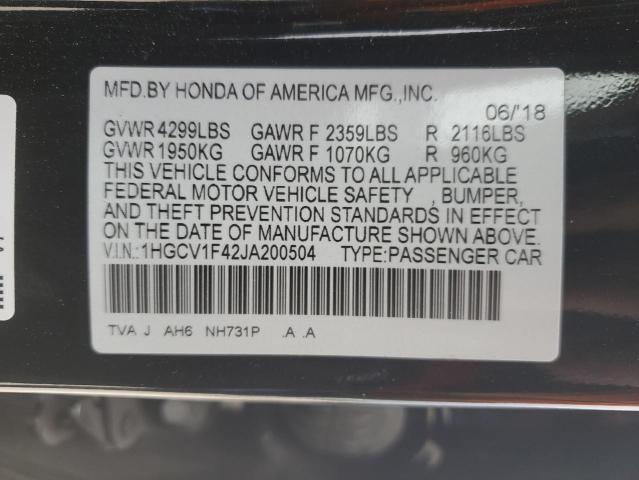 MFD.BY HONDA OF AMERICA MFG.,INC.
06/'18
GVWR 4299LBS GAWR F 2359LBS R 2116LBS
GVWR 1950KG GAWR F 1070KG R 960KG
THIS VEHICLE CONFORMS TO ALL APPLICABLE
FEDERAL MOTOR VEHICLE SAFETY , BUMPER,
AND THEFT PREVENTION STANDARDS IN EFFECT
ON THE DATE OF MANUFACTURE SHOWN ABOVE.
V.I.N.:1HGCV1F42JA200504 TYPE:PASSENGER CAR
TVA J AH6 NH731P .A .A